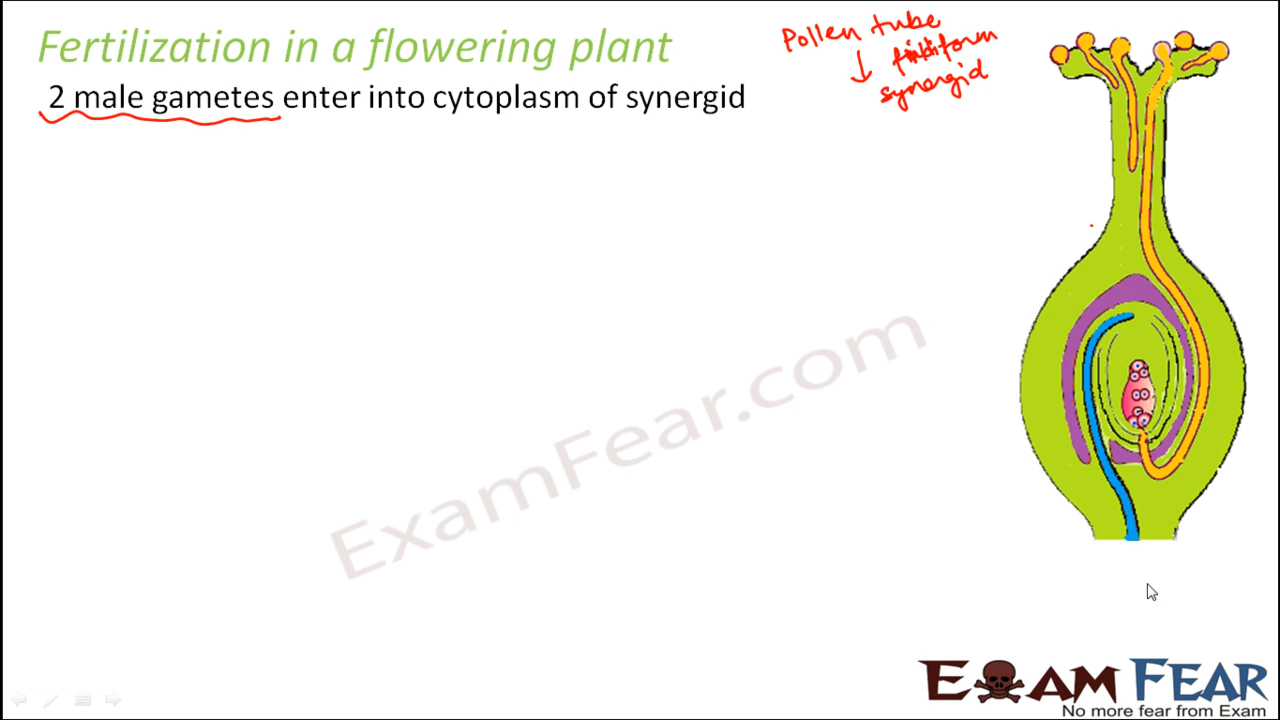 Fertilization in a flowering plant
2 male gametes enter into cytoplasm of synergid
Pollen tube
↓ filiform
synergid
ExamFear.com
EXAM FEAR
No more fear from Exam